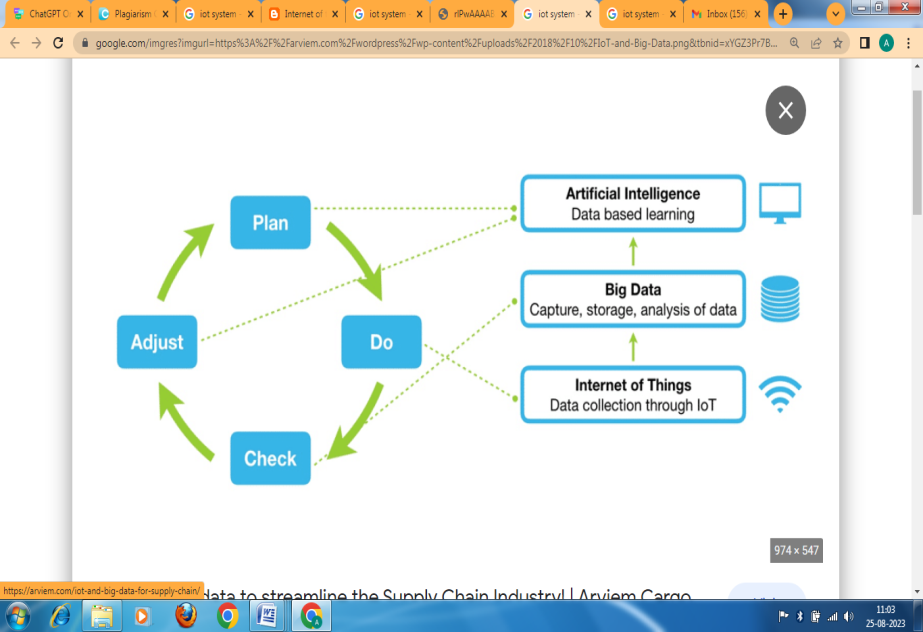 ChatGPT
Plagiarism
iot system
iot system
Internet of
iot system
iot system
iot system
Inbox (156
google.com/imgres?imgurl=https%3A%2F%2Farviem.com%2Fwordpress%2Fwp-content%2Fuploads%2F2018%2F10%2FIoT-and-Big-Data.png&tbnid=xYGZ3Pr7B...
A
Plan
Artificial Intelligence
Data based learning
Big Data
Capture, storage, analysis of data
Adjust
Do
Internet of Things
Data collection through IoT
Check
974 × 547
https://arviem.com/iot-and-big-data-for-supply-chain/
data to streamline the Supply Chain Industry! | Arviem Cargo
11:03
25-08-2023